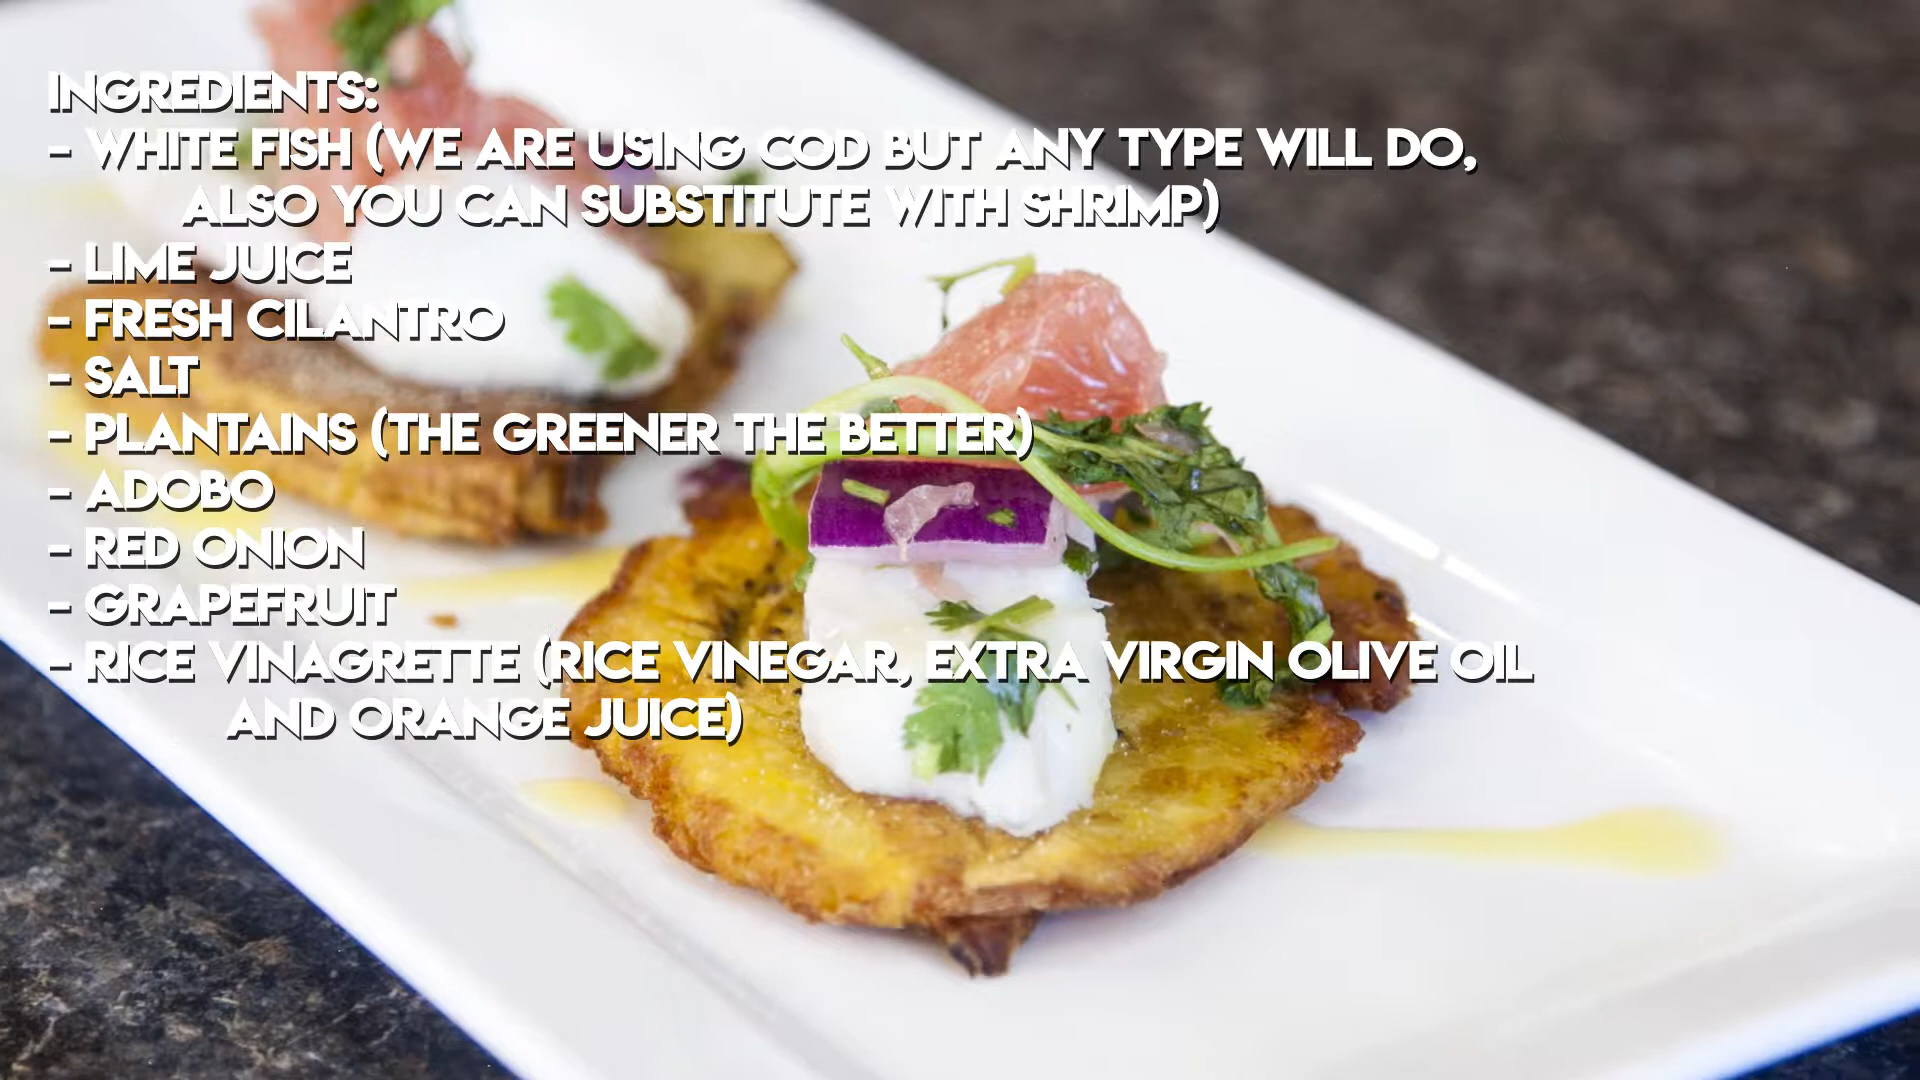 INGREDIENTS:
- WHITE FISH (WE ARE USING COD BUT ANY TYPE WILL DO,
ALSO YOU CAN SUBSTITUTE WITH SHRIMP)
- LIME JUICE
- FRESH CILANTRO
- SALT
- PLANTAINS (THE GREENER THE BETTER)
- ADOBO
- RED ONION
- GRAPEFRUIT
- RICE VINAGRETTE (RICE VINEGAR, EXTRA VIRGIN OLIVE OIL
AND ORANGE JUICE)